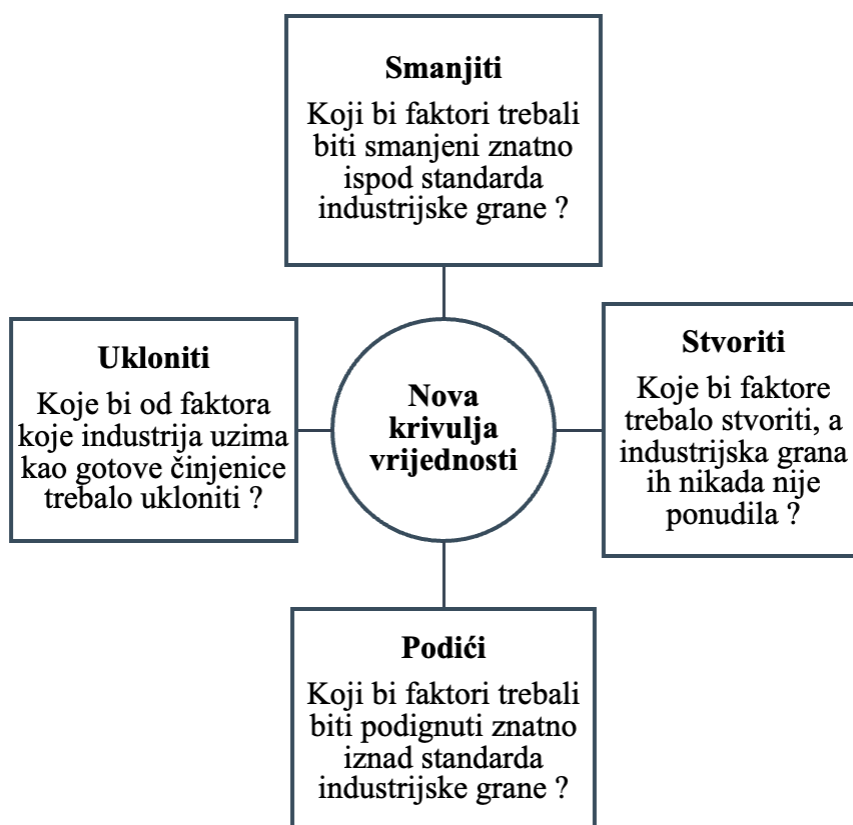 Smanjiti
Koji bi faktori trebali
biti smanjeni znatno
ispod standarda
industrijske grane ?
Ukloniti
Koje bi od faktora
koje industrija uzima
kao gotove činjenice
trebalo ukloniti ?
Nova
krivulja
vrijednosti
Stvoriti
Koje bi faktore
trebalo stvoriti, a
industrijska grana
ih nikada nije
ponudila ?
Podići
Koji bi faktori trebali
biti podignuti znatno
iznad standarda
industrijske grane ?